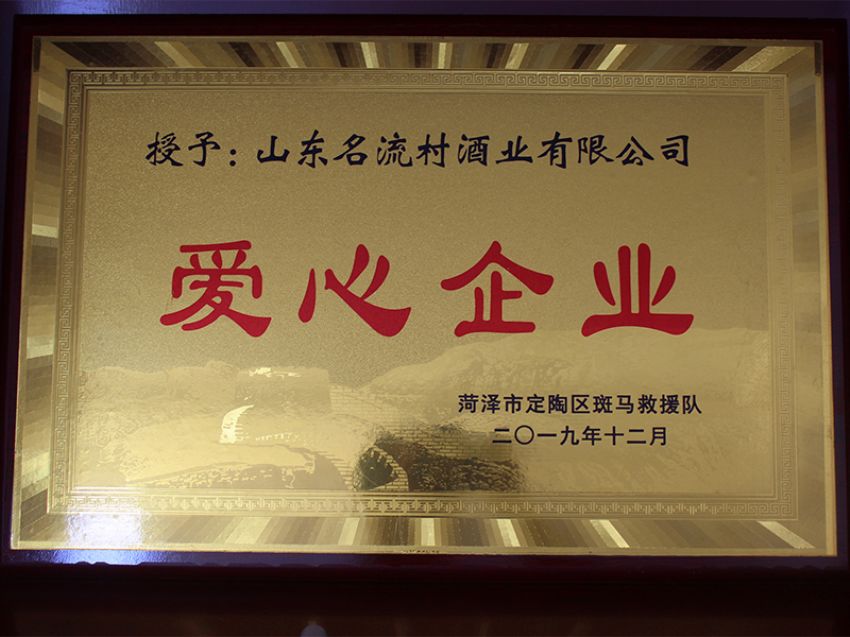 授予：山东名流村酒业有限公司
爱心企业
菏泽市定陶区斑马救援队
二〇一九年十二月